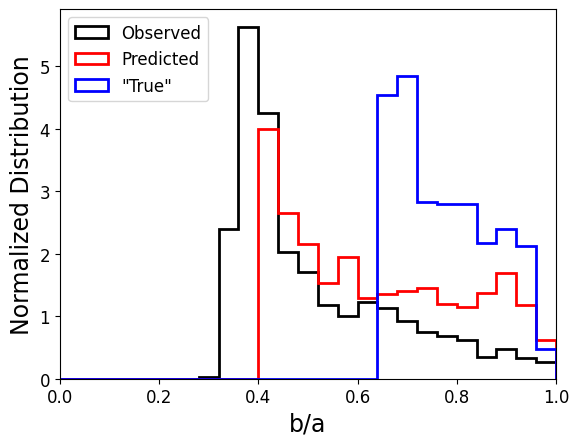 Observed
Predicted
"True"
Normalized Distribution
5
4
3
2
1
0
0.0 0.2 0.4 0.6 0.8 1.0
b/a